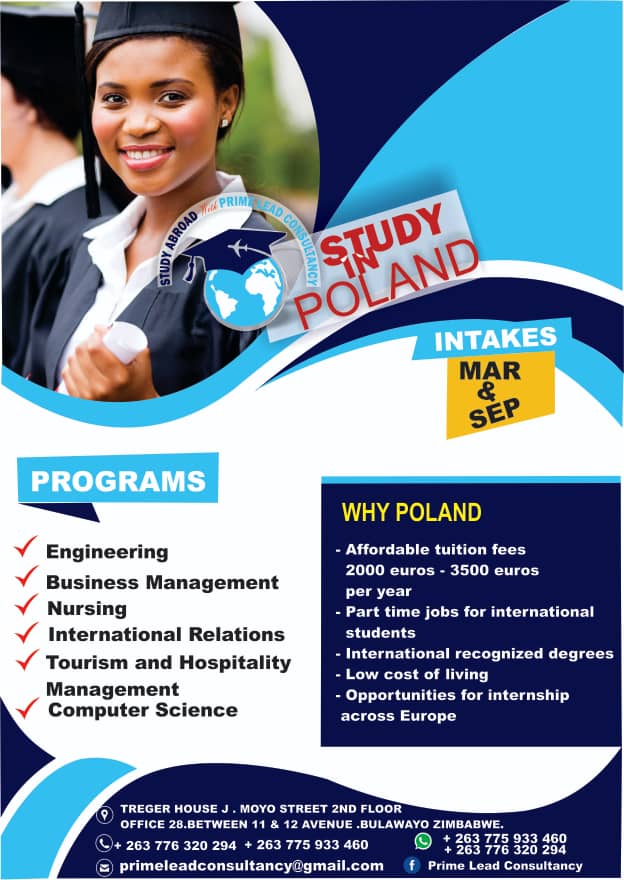 STUDY ABROAD With PRIME LEAD CONSULTANCY
STUDY
IN
POLAND
INTAKES
MAR
&
SEP
PROGRAMS
Engineering
Business Management
Nursing
International Relations
Tourism and Hospitality
Management
Computer Science
WHY POLAND
- Affordable tuition fees
2000 euros - 3500 euros
per year
- Part time jobs for international
students
- International recognized degrees
- Low cost of living
- Opportunities for internship
across Europe
TREGER HOUSE J . MOYO STREET 2ND FLOOR
OFFICE 28.BETWEEN 11 & 12 AVENUE .BULAWAYO ZIMBABWE.
+ 263 776 320 294 + 263 775 933 460
+ 263 775 933 460
+ 263 776 320 294
primeleadconsultancy@gmail.com
Prime Lead Consultancy